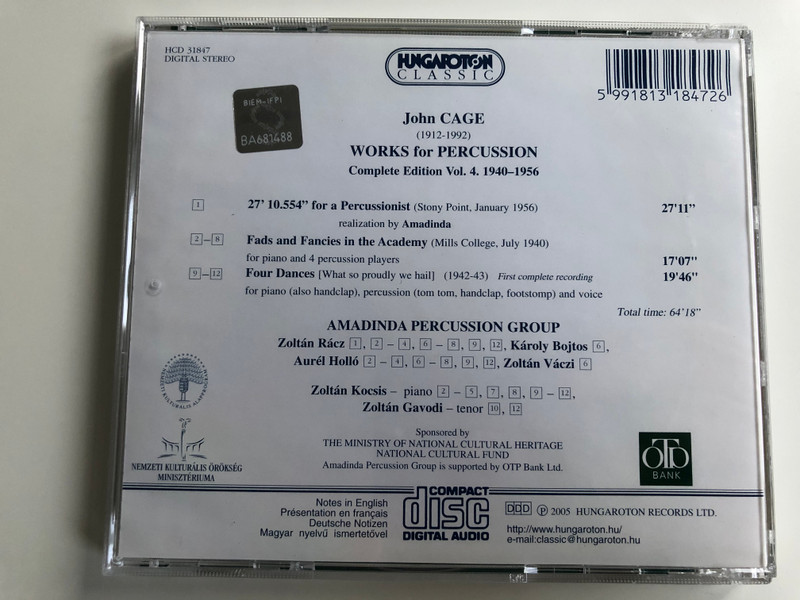 HCD 31847
DIGITAL STEREO
HUNGAROTON
CLASSIC
5 991813 184726
BIEM-IFPI
BA681488
John CAGE
(1912-1992)
WORKS for PERCUSSION
Complete Edition Vol. 4. 1940–1956
1 27' 10.554" for a Percussionist (Stony Point, January 1956) 27'11"
realization by Amadinda
2–8 Fads and Fancies in the Academy (Mills College, July 1940)
for piano and 4 percussion players 17'07"
9–12 Four Dances [What so proudly we hail] (1942-43) First complete recording 19'46"
for piano (also handclap), percussion (tom tom, handclap, footstomp) and voice
Total time: 64'18"
AMADINDA PERCUSSION GROUP
Zoltán Rácz 1, 2–4, 6–8, 9, 12, Károly Bojtos 6,
Aurél Holló 2–4, 6–8, 9, 12, Zoltán Váczi 6
Zoltán Kocsis – piano 2–5, 7, 8, 9–12,
Zoltán Gavodi – tenor 10, 12
Sponsored by
THE MINISTRY OF NATIONAL CULTURAL HERITAGE
NATIONAL CULTURAL FUND
Amadinda Percussion Group is supported by OTP Bank Ltd.
NEMZETI KULTURÁLIS ALAPPROGRAM
NEMZETI KULTURÁLIS ÖRÖKSÉG
MINISZTÉRIUMA
OTP
BANK
Notes in English
Présentation en français
Deutsche Notizen
Magyar nyelvű ismertetővel
COMPACT
disc
DIGITAL AUDIO
DDD ℗ 2005 HUNGAROTON RECORDS LTD.
http://www.hungaroton.hu/
e-mail:classic@hungaroton.hu